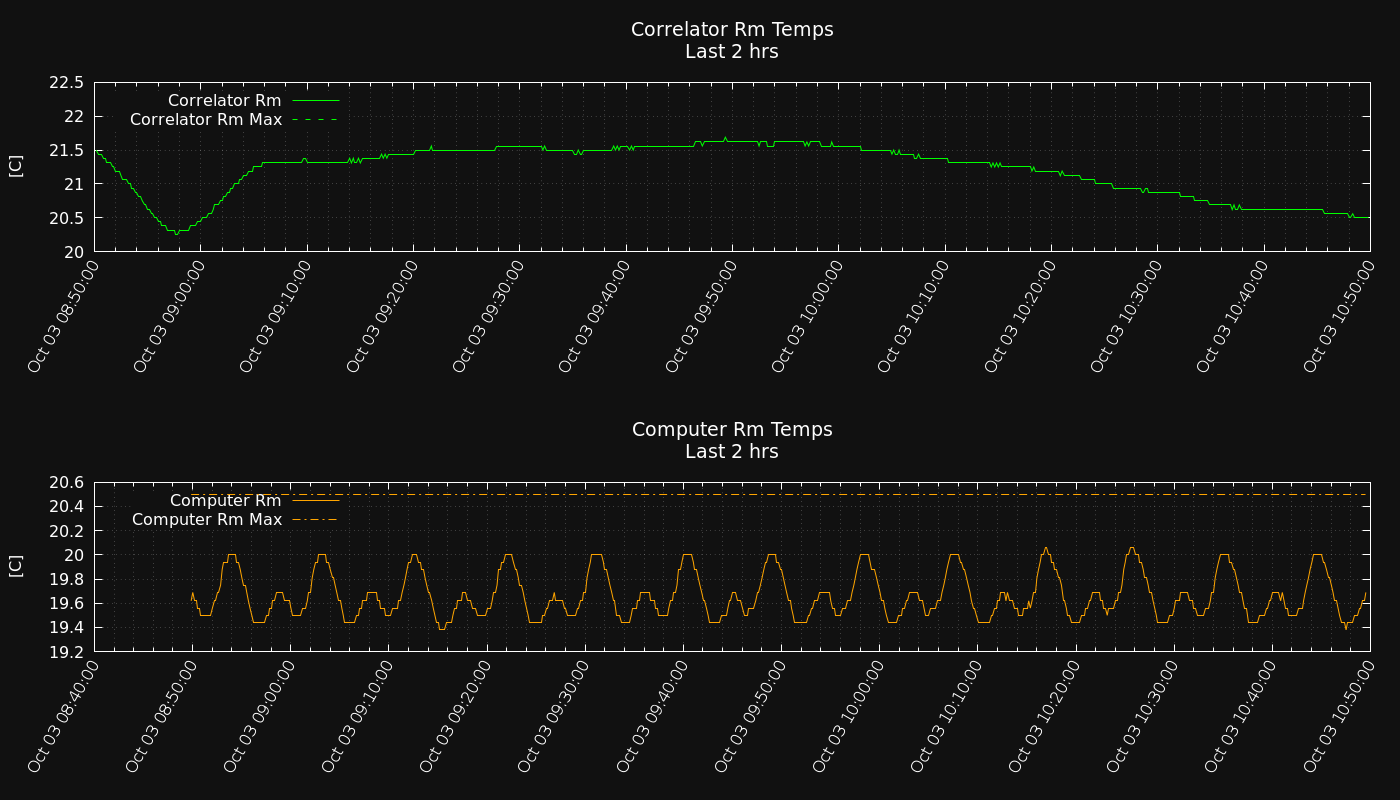 Correlator Rm Temps
Last 2 hrs
22.5
22
21.5
21
20.5
20
[C]
Correlator Rm
Correlator Rm Max
Oct 03 08:50:00
Oct 03 09:00:00
Oct 03 09:10:00
Oct 03 09:20:00
Oct 03 09:30:00
Oct 03 09:40:00
Oct 03 09:50:00
Oct 03 10:00:00
Oct 03 10:10:00
Oct 03 10:20:00
Oct 03 10:30:00
Oct 03 10:40:00
Oct 03 10:50:00
Computer Rm Temps
Last 2 hrs
20.6
20.4
20.2
20
19.8
19.6
19.4
19.2
[C]
Computer Rm
Computer Rm Max
Oct 03 08:40:00
Oct 03 08:50:00
Oct 03 09:00:00
Oct 03 09:10:00
Oct 03 09:20:00
Oct 03 09:30:00
Oct 03 09:40:00
Oct 03 09:50:00
Oct 03 10:00:00
Oct 03 10:10:00
Oct 03 10:20:00
Oct 03 10:30:00
Oct 03 10:40:00
Oct 03 10:50:00